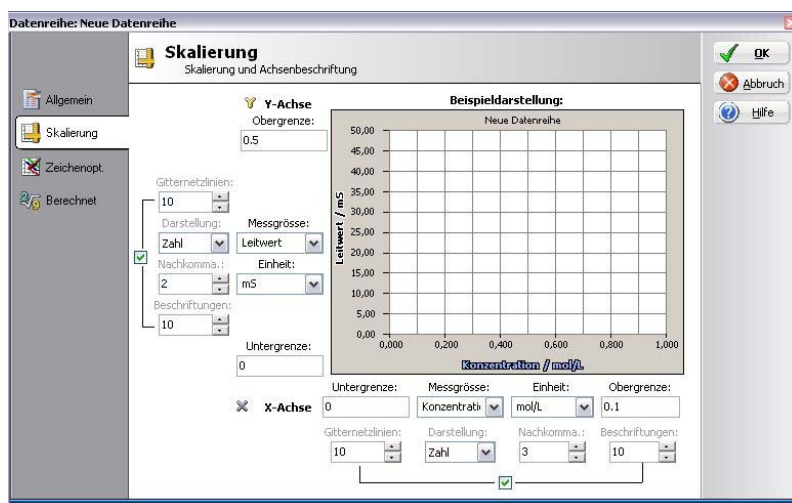 Datenreihe: Neue Datenreihe
Skalierung
Skalierung und Achsenbeschriftung
OK
Abbruch
Hilfe
Allgemein
Skalierung
Zeichenopt.
Berechnet
Y-Achse
Obergrenze:
0.5
Gitternetzlinien:
10
Darstellung:
Messgrösse:
Zahl
Leitwert
Nachkomma.:
Einheit:
2
mS
Beschriftungen:
10
Untergrenze:
0
Beispieldarstellung:
Neue Datenreihe
50,00
45,00
40,00
35,00
30,00
25,00
20,00
15,00
10,00
5,00
0,00
Leitwert / mS
0,000 0,200 0,400 0,600 0,800 1,000
Konzentration / mol/L
X-Achse
Untergrenze: Messgrösse: Einheit: Obergrenze:
0 Konzentrati mol/L 0.1
Gitternetzlinien: Darstellung: Nachkomma.: Beschriftungen:
10 Zahl 3 10